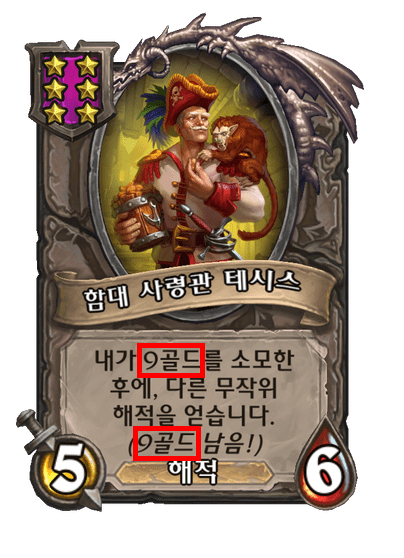 함대 사령관 테시스
내가 9골드를 소모한
후에, 다른 무작위
해적을 얻습니다.
(9골드 남음!)
해적
5
6